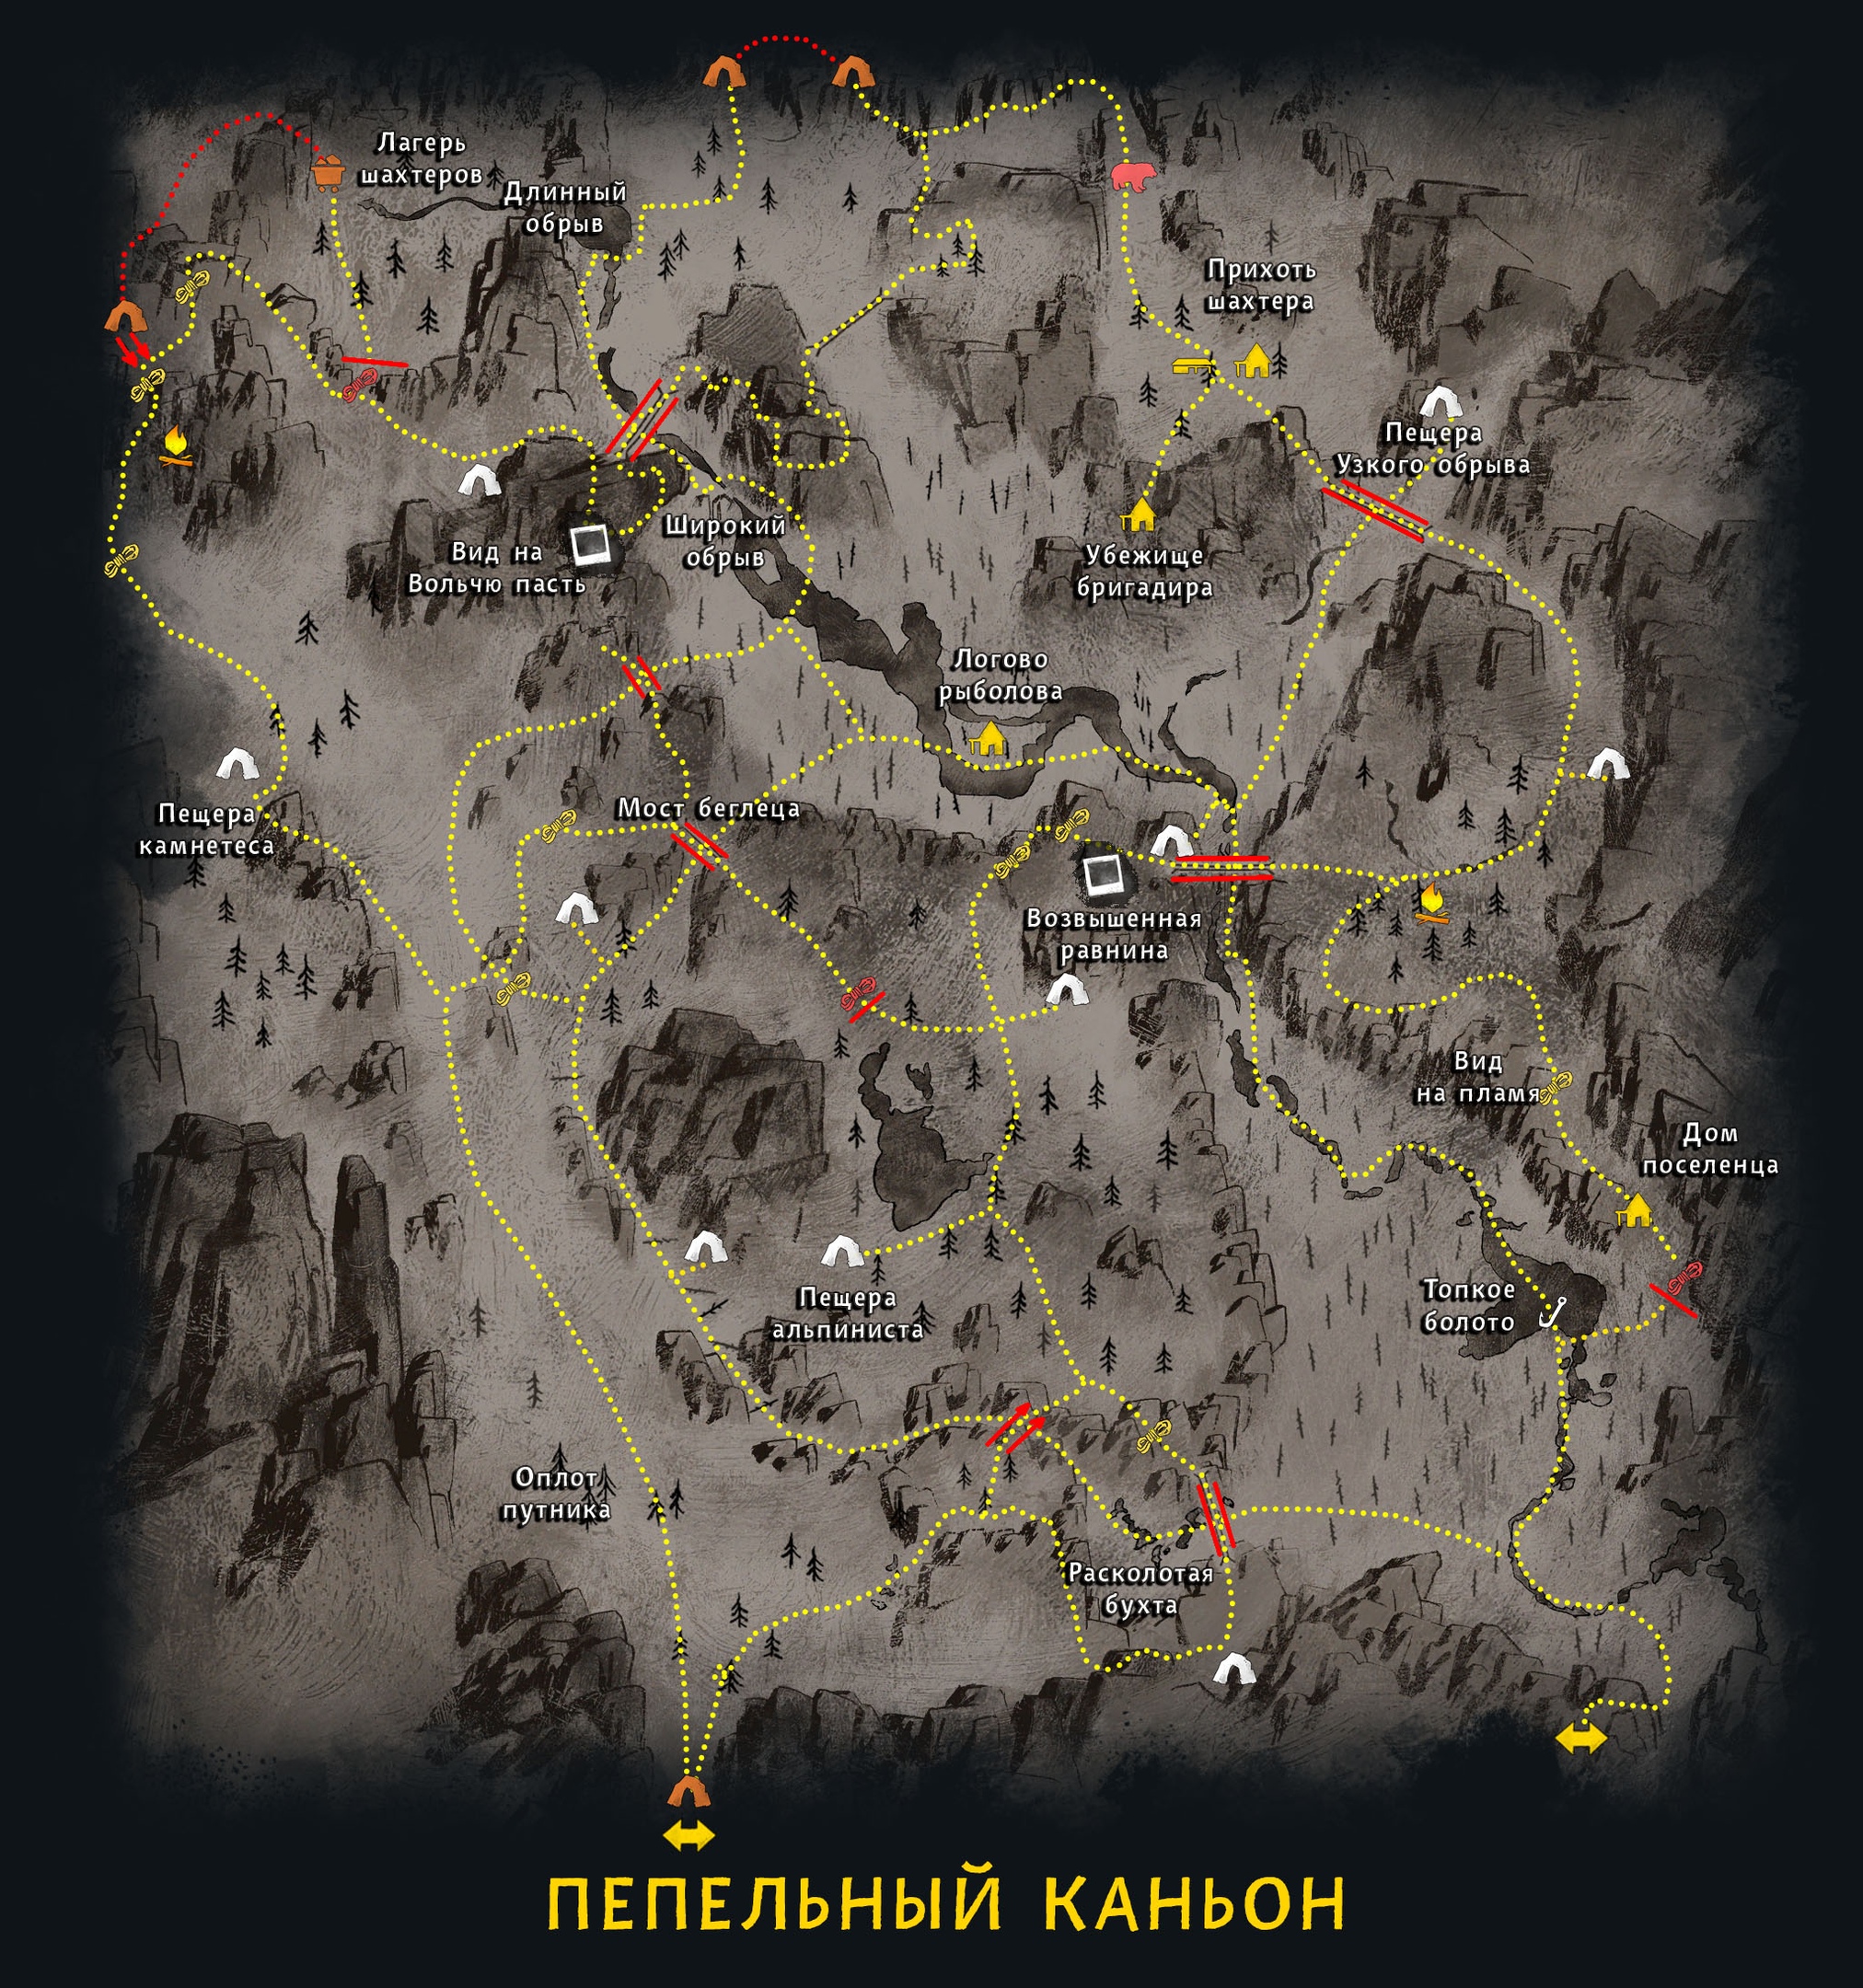 Лагерь
шахтеров
Длинный
обрыв
Прихоть
шахтера
Пещера
Узкого обрыва
Широкий
обрыв
Вид на
Вольчю пасть
Убежище
бригадира
Логово
рыболова
Мост беглеца
Пещера
камнетеса
Возвышенная
равнина
Вид
на пламя
Дом
поселенца
Топкое
болото
Пещера
альпиниста
Оплот
путника
Расколотая
бухта
ПЕПЕЛЬНЫЙ КАНЬОН